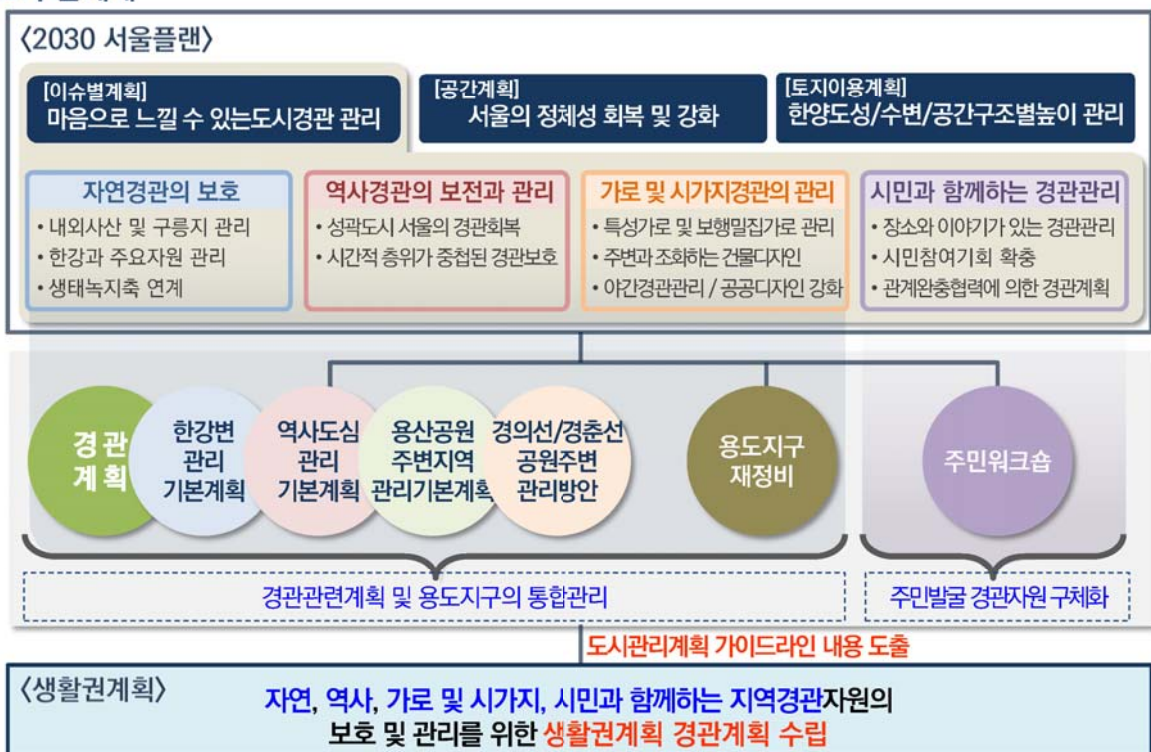 〈2030 서울플랜〉
[이슈별계획]
마음으로 느낄 수 있는도시경관 관리
[공간계획]
서울의 정체성 회복 및 강화
[토지이용계획]
한양도성/수변/공간구조별높이 관리
자연경관의 보호
• 내외사산 및 구릉지 관리
• 한강과 주요자원 관리
• 생태녹지축 연계
역사경관의 보전과 관리
• 성곽도시 서울의 경관회복
• 시간적 층위가 중첩된 경관보호
가로 및 시가지경관의 관리
• 특성가로 및 보행밀집가로 관리
• 주변과 조화하는 건물디자인
• 야간경관관리 / 공공디자인 강화
시민과 함께하는 경관관리
• 장소와 이야기가 있는 경관관리
• 시민참여기회 확충
• 관계완충협력에 의한 경관계획
경관
계획
한강변
관리
기본계획
역사도심
관리
기본계획
용산공원
주변지역
관리기본계획
경의선/경춘선
공원주변
관리방안
용도지구
재정비
주민워크숍
경관관련계획 및 용도지구의 통합관리
주민발굴 경관자원 구체화
도시관리계획 가이드라인 내용 도출
〈생활권계획〉
자연, 역사, 가로 및 시가지, 시민과 함께하는 지역경관자원의
보호 및 관리를 위한 생활권계획 경관계획 수립